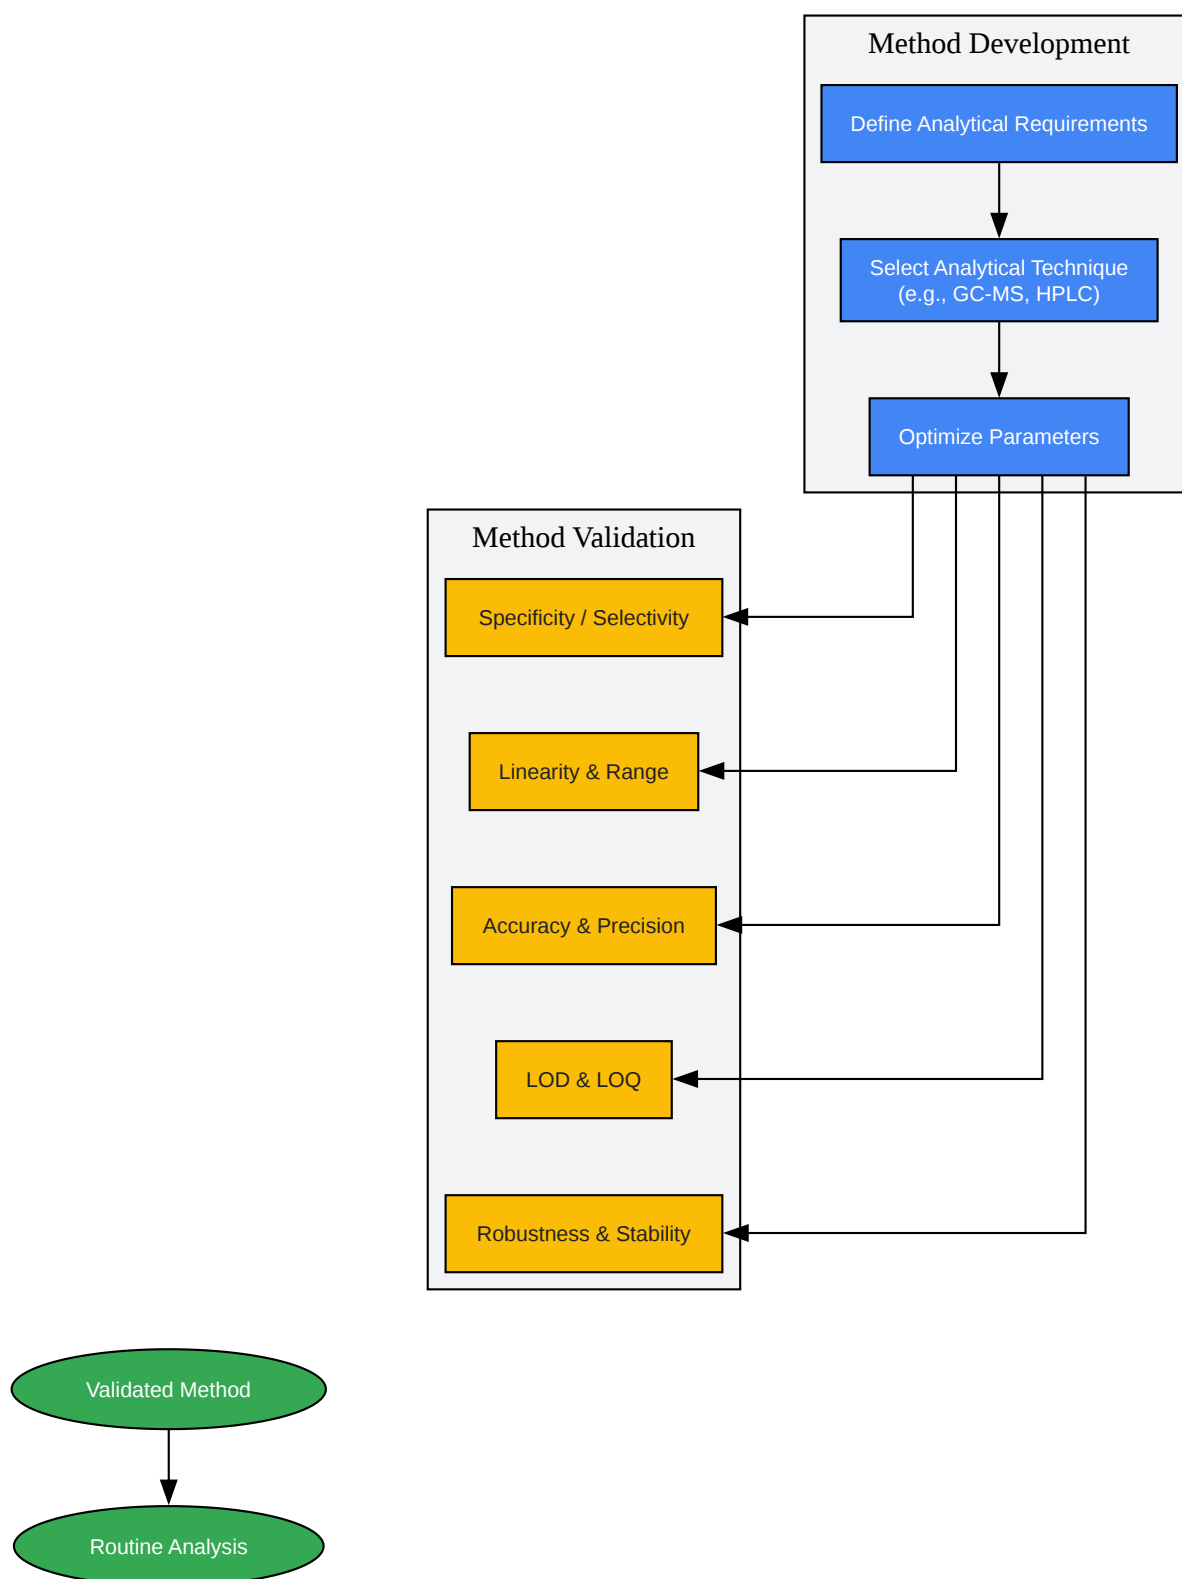 Method Development
Define Analytical Requirements
Select Analytical Technique
(e.g., GC-MS, HPLC)
Optimize Parameters
Method Validation
Specificity / Selectivity
Linearity & Range
Accuracy & Precision
LOD & LOQ
Robustness & Stability
Validated Method
Routine Analysis